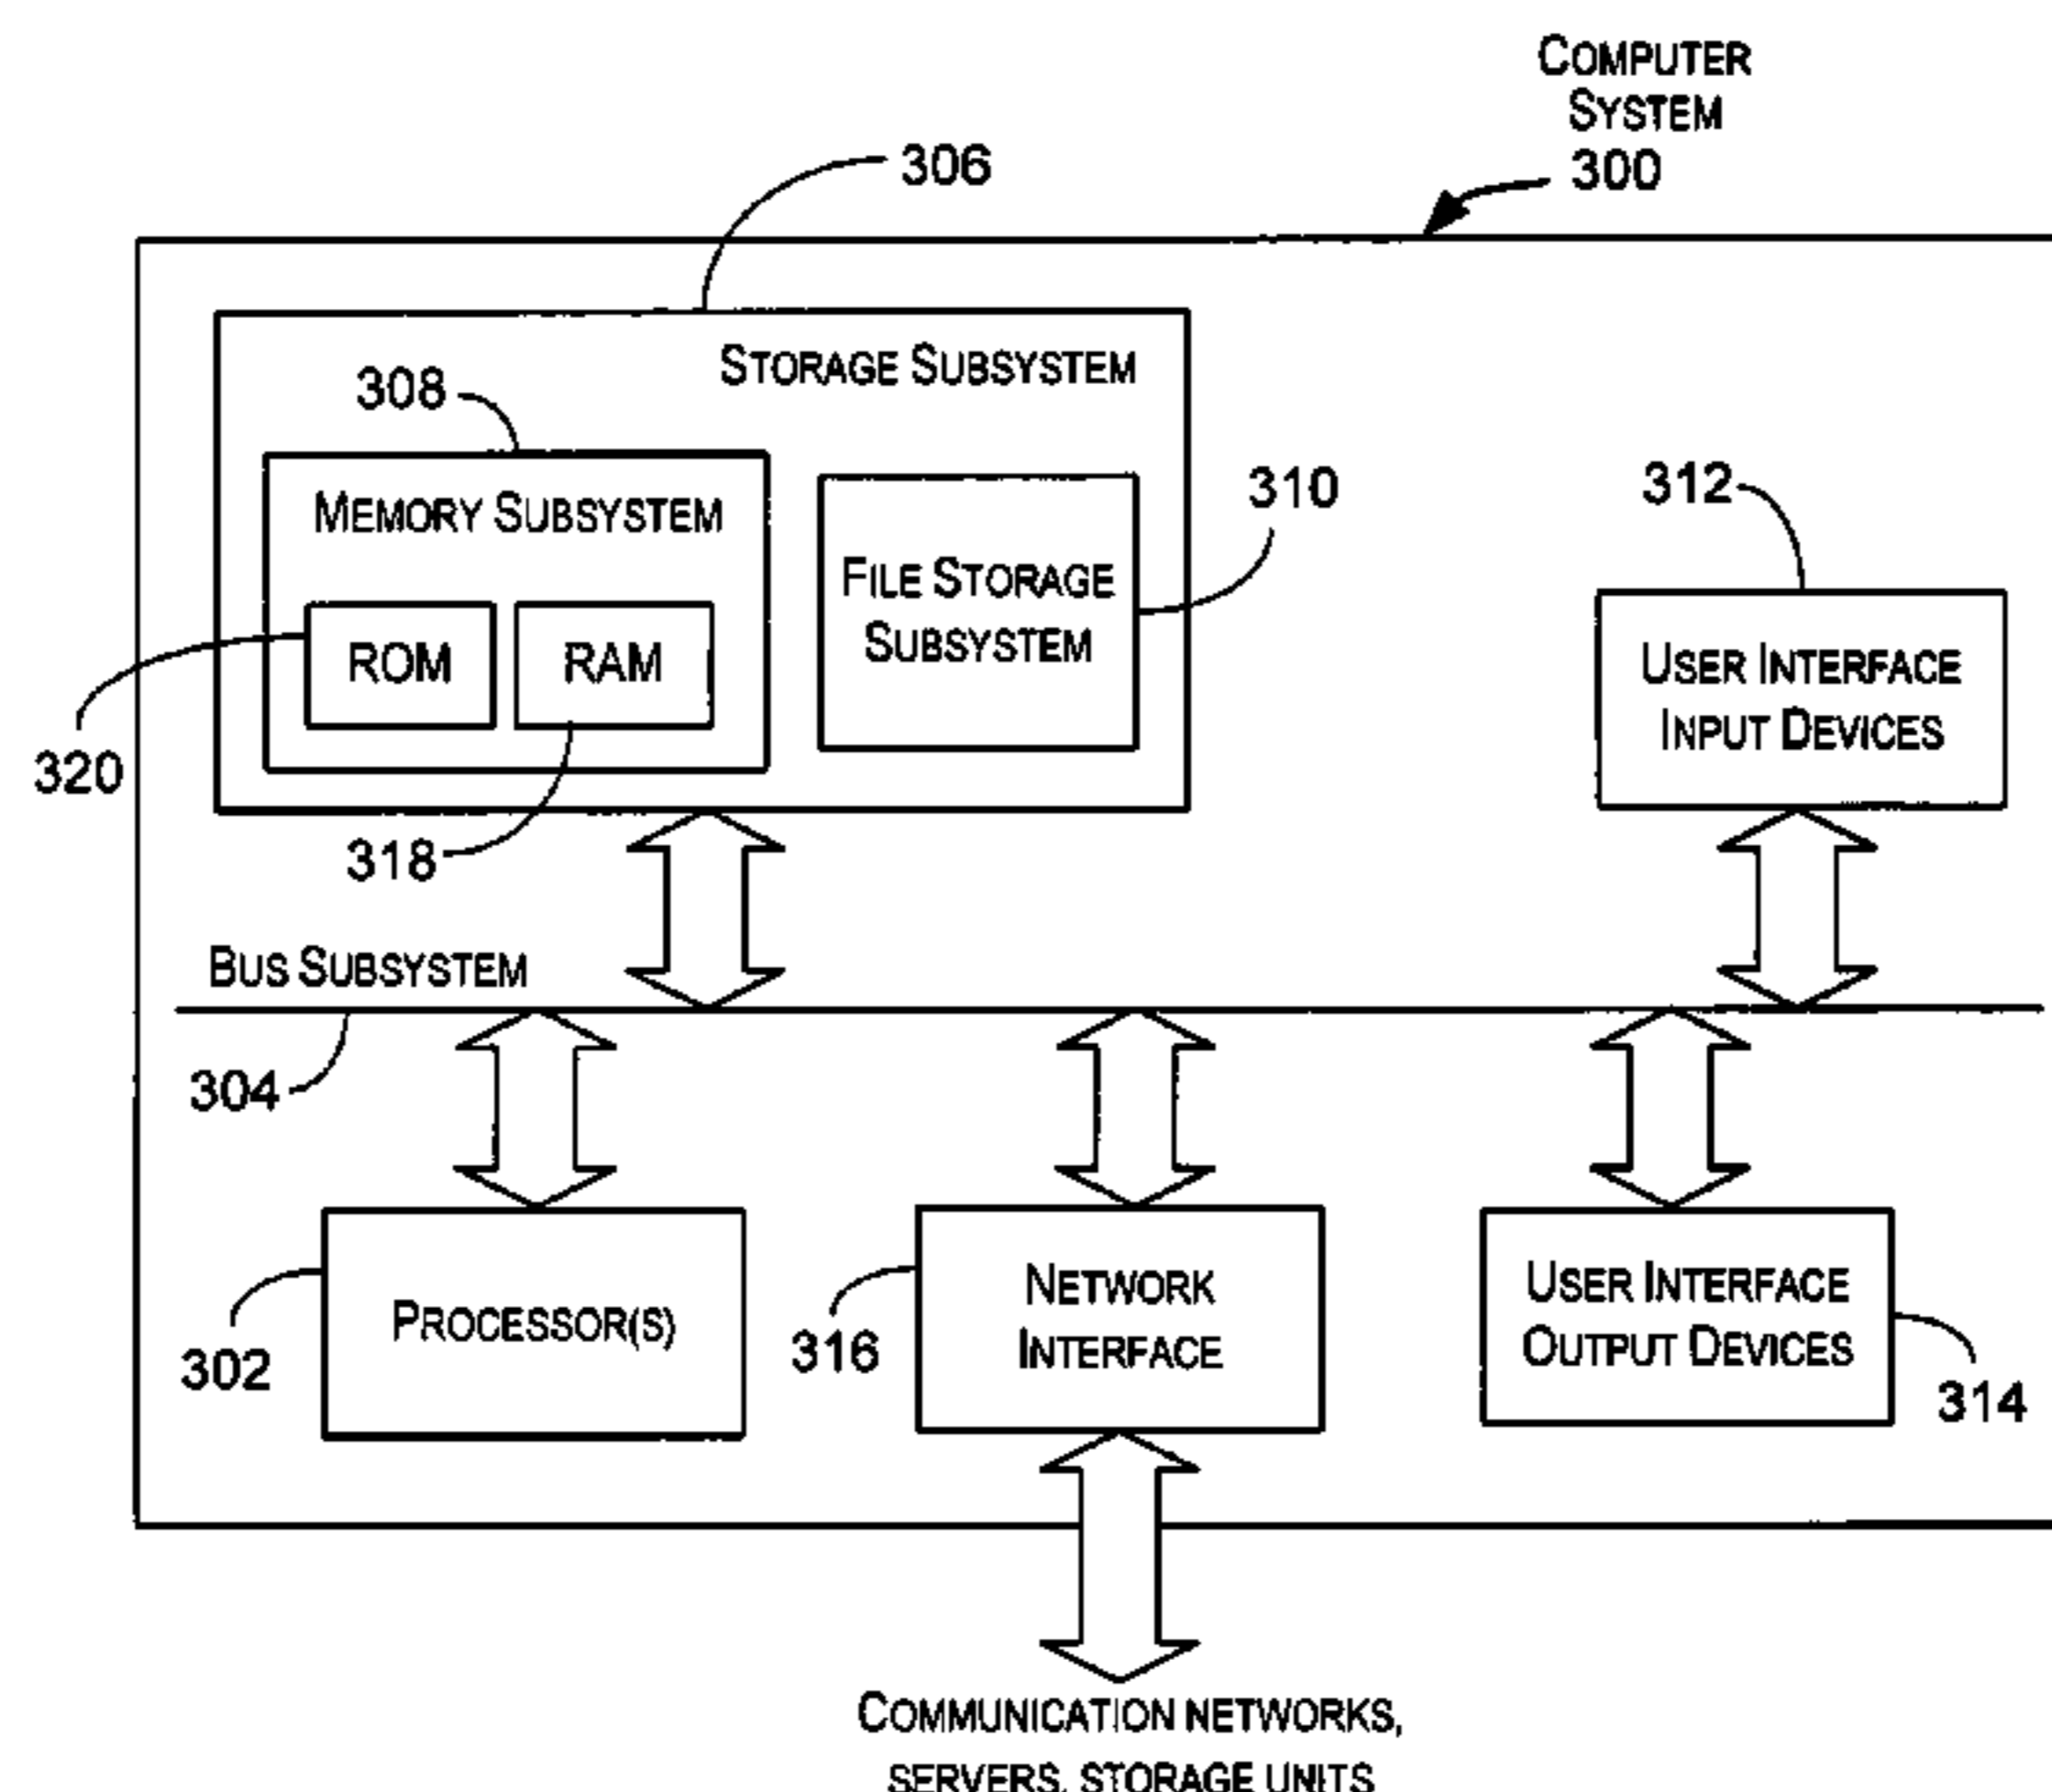 COMPUTER
SYSTEM
300
306
STORAGE SUBSYSTEM
308
MEMORY SUBSYSTEM
310
FILE STORAGE
SUBSYSTEM
312
USER INTERFACE
INPUT DEVICES
ROM
RAM
320
318
BUS SUBSYSTEM
304
PROCESSOR(S)
302
NETWORK
INTERFACE
316
USER INTERFACE
OUTPUT DEVICES
314
COMMUNICATION NETWORKS,
SERVERS, STORAGE UNITS